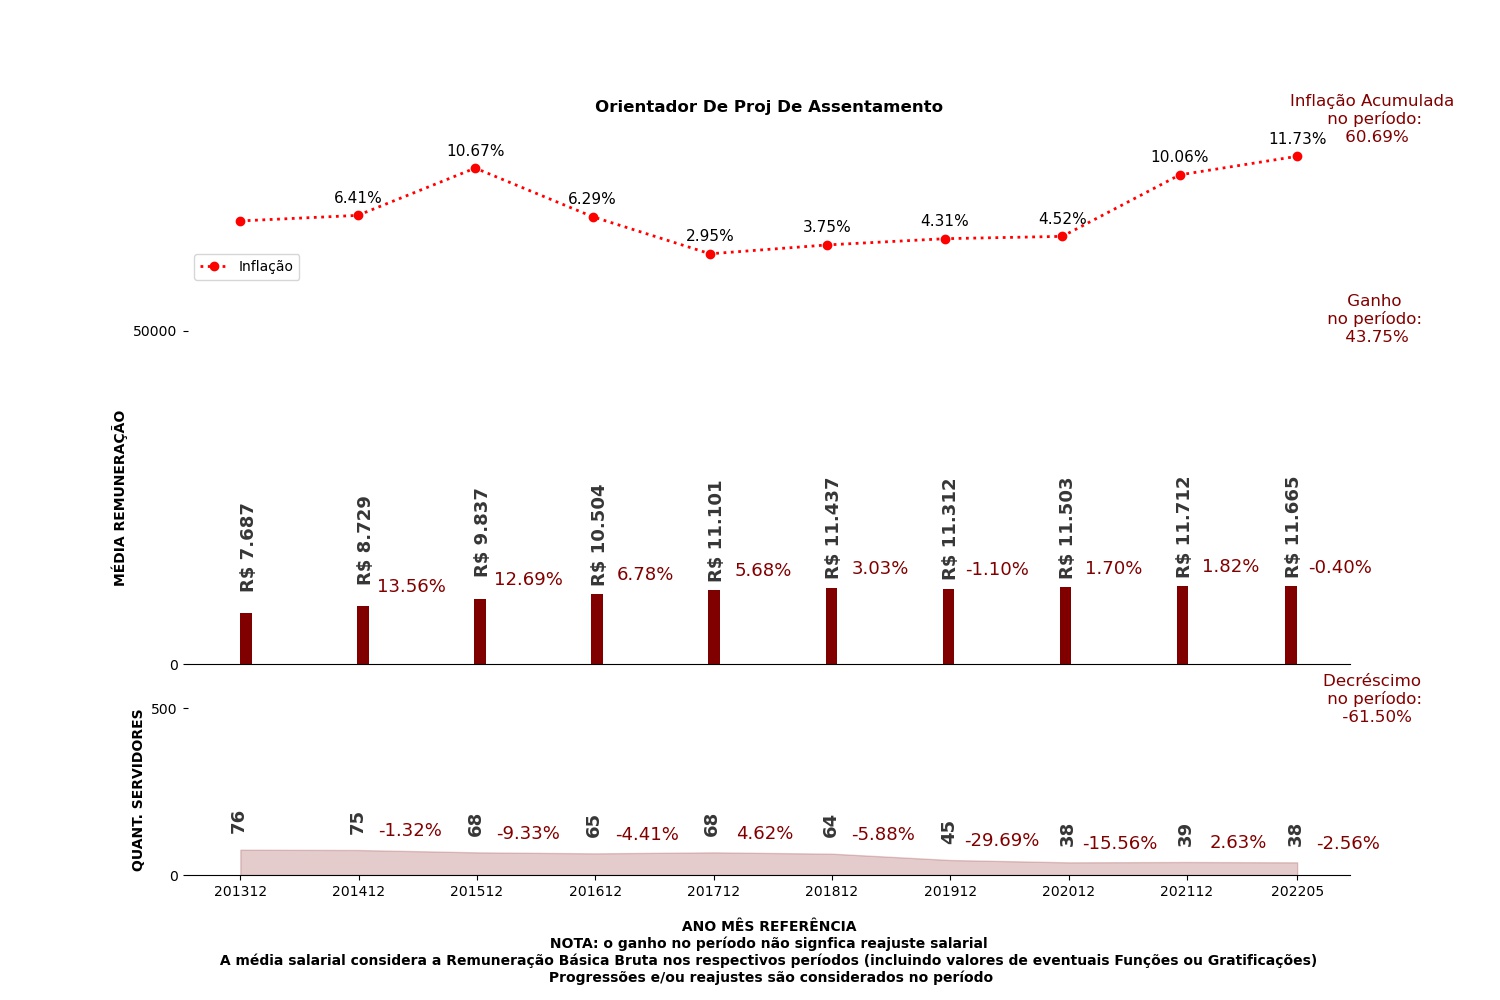 Orientador De Proj De Assentamento
Inflação Acumulada
no período:
60.69%
6.41%
10.67%
6.29%
2.95%
3.75%
4.31%
4.52%
10.06%
11.73%
Inflação
Ganho
no período:
43.75%
50000
0
MÉDIA REMUNERAÇÃO
R$ 7.687
R$ 8.729
R$ 9.837
R$ 10.504
R$ 11.101
R$ 11.437
R$ 11.312
R$ 11.503
R$ 11.712
R$ 11.665
13.56%
12.69%
6.78%
5.68%
3.03%
-1.10%
1.70%
1.82%
-0.40%
Decréscimo
no período:
-61.50%
500
0
QUANT. SERVIDORES
76
75
68
65
68
64
45
38
39
38
-1.32%
-9.33%
-4.41%
4.62%
-5.88%
-29.69%
-15.56%
2.63%
-2.56%
201312
201412
201512
201612
201712
201812
201912
202012
202112
202205
ANO MÊS REFERÊNCIA
NOTA: o ganho no período não signfica reajuste salarial
A média salarial considera a Remuneração Básica Bruta nos respectivos períodos (incluindo valores de eventuais Funções ou Gratificações)
Progressões e/ou reajustes são considerados no período